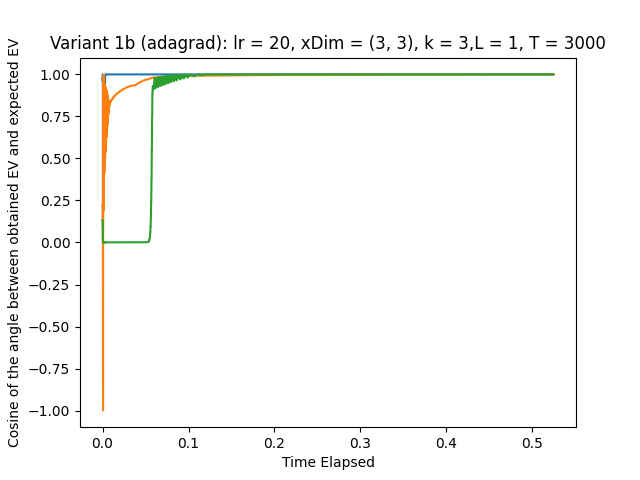 Variant 1b (adagrad): lr = 20, xDim = (3, 3), k = 3,L = 1, T = 3000
Cosine of the angle between obtained EV and expected EV
1.00
0.75
0.50
0.25
0.00
−0.25
−0.50
−0.75
−1.00
0.0 0.1 0.2 0.3 0.4 0.5
Time Elapsed